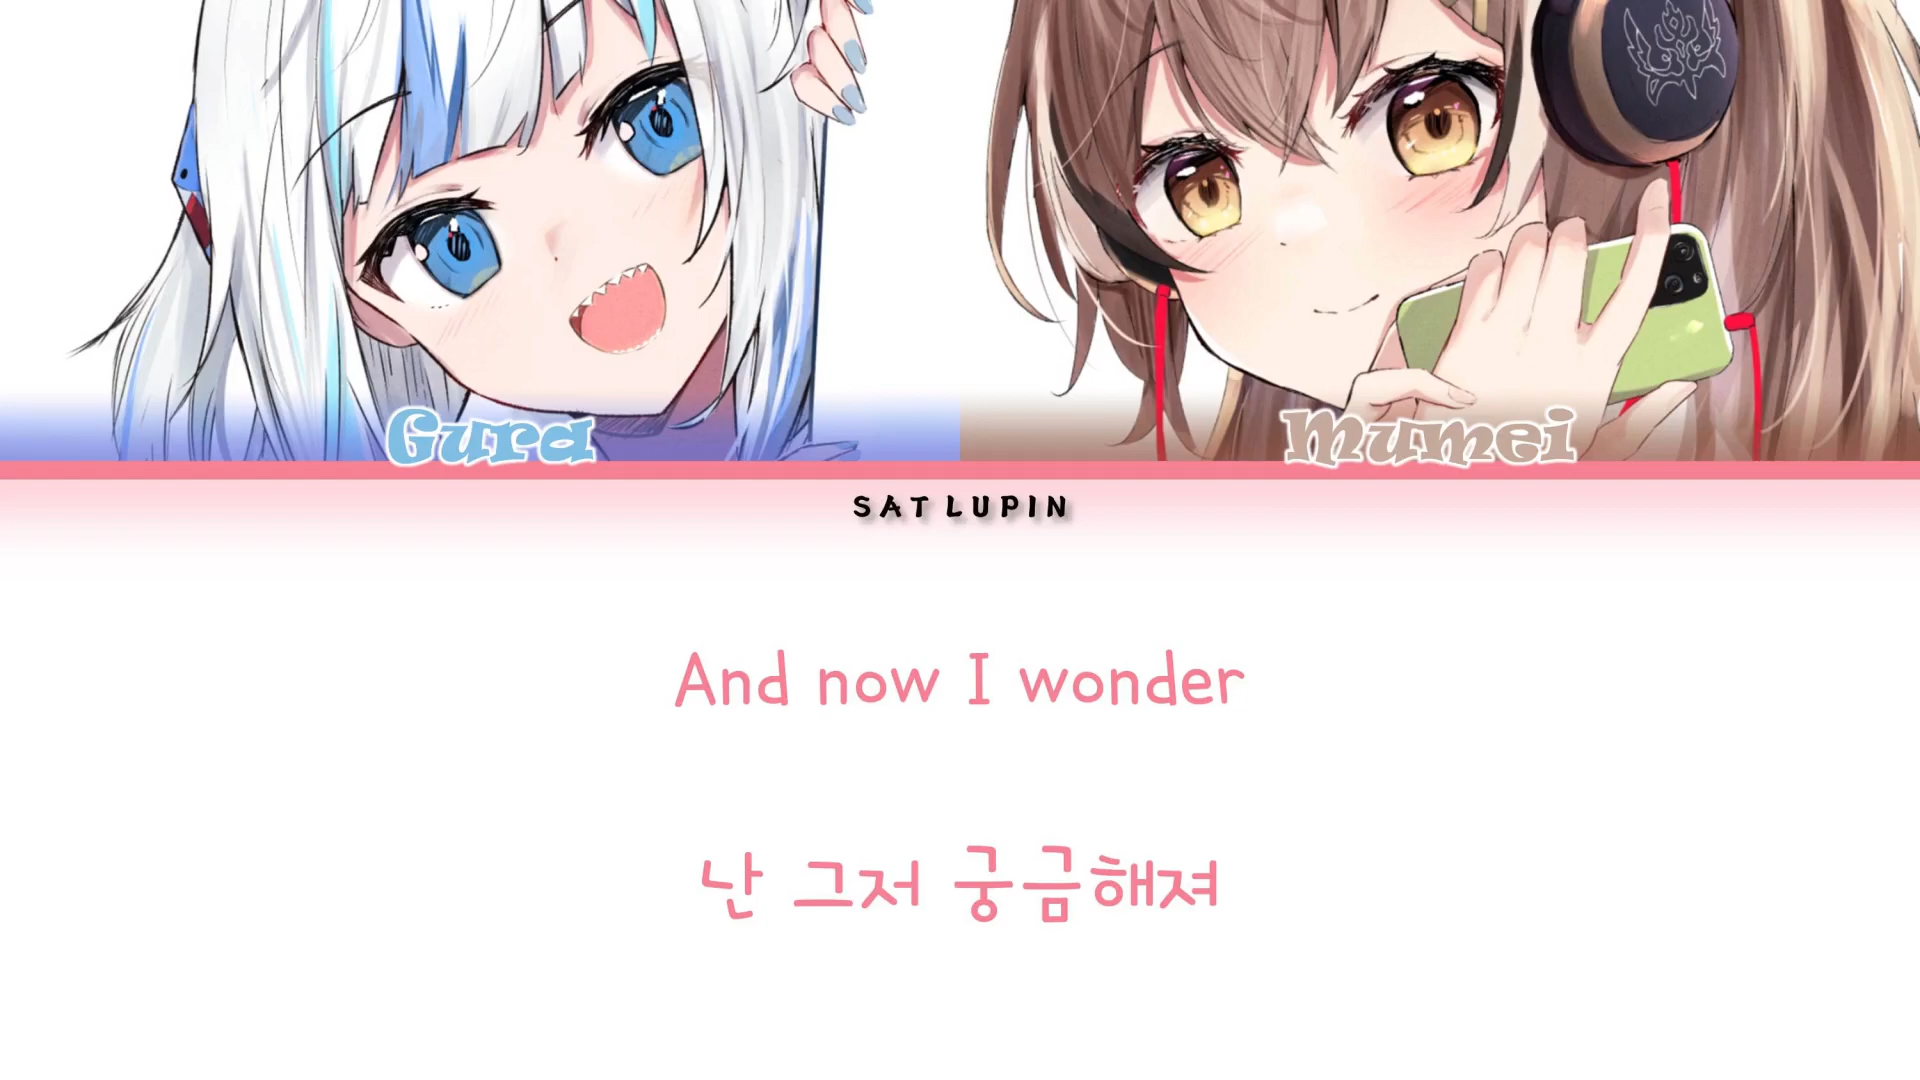 Gura
Mumei
SAT LUPIN
And now I wonder
난 그저 궁금해져